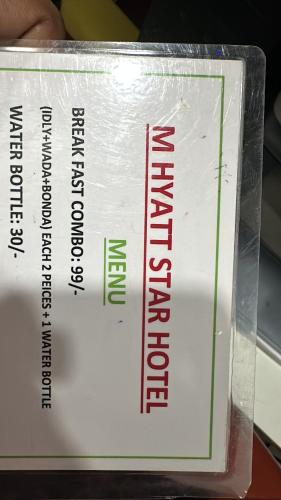 M HYATT STAR HOTEL
MENU
BREAK FAST COMBO: 99/-
(IDLY+WADA+BONDA) EACH 2 PEICES + 1 WATER BOTTLE
WATER BOTTLE: 30/-